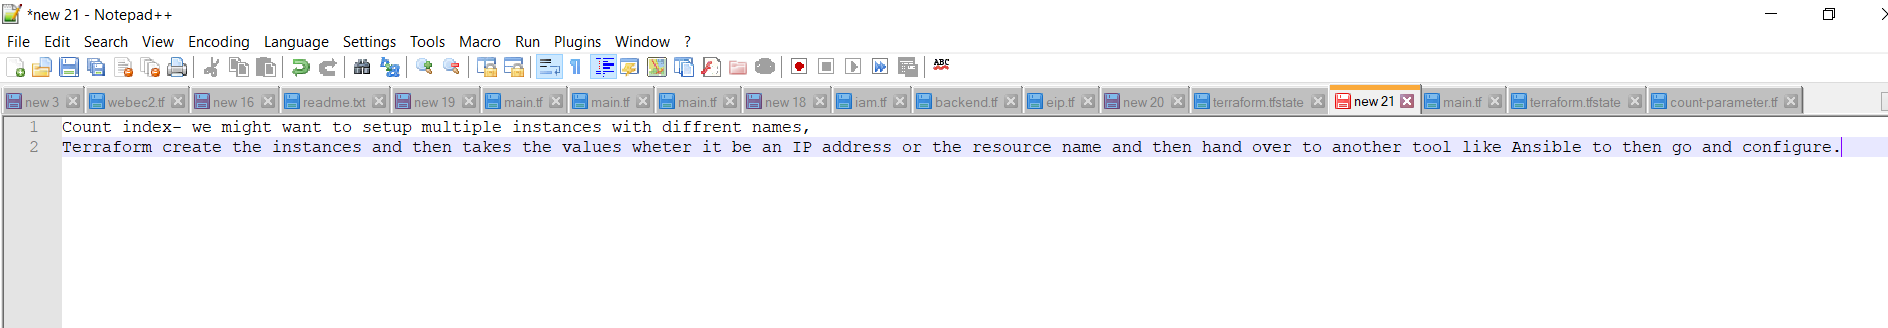 *new 21 - Notepad++
File Edit Search View Encoding Language Settings Tools Macro Run Plugins Window ?
ABC
new 3 webec2.tf new 16 readme.txt new 19 main.tf main.tf main.tf new 18 iam.tf backend.tf eip.tf new 20 terraform.tfstate new 21 main.tf terraform.tfstate count-parameter.tf
1 Count index- we might want to setup multiple instances with diffrent names,
2 Terraform create the instances and then takes the values wheter it be an IP address or the resource name and then hand over to another tool like Ansible to then go and configure.